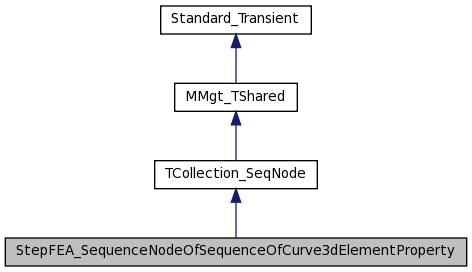 Standard_Transient
MMgt_TShared
TCollection_SeqNode
StepFEA_SequenceNodeOfSequenceOfCurve3dElementProperty